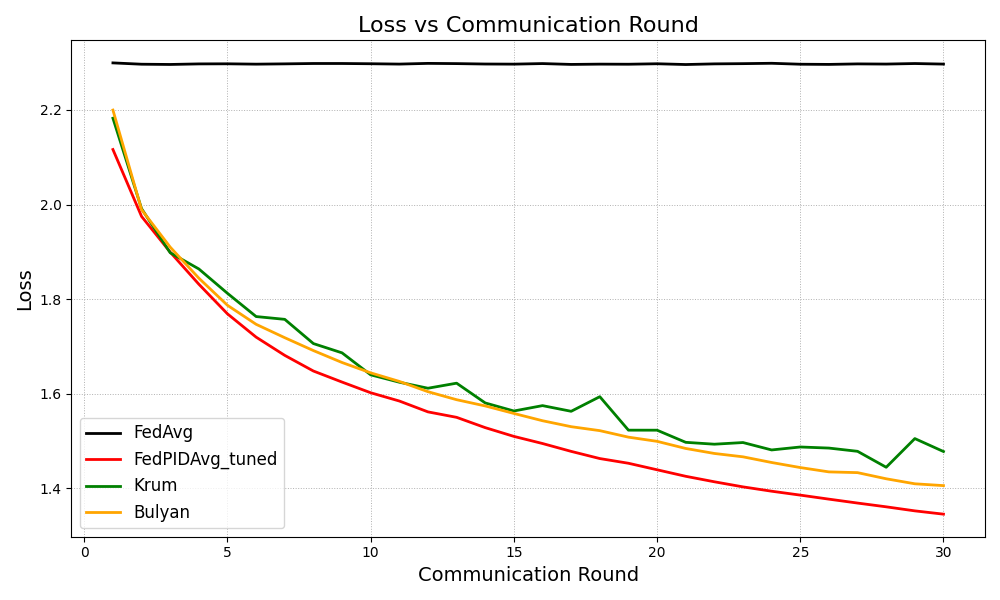 Loss vs Communication Round
Loss
2.2
2.0
1.8
1.6
1.4
FedAvg
FedPIDAvg_tuned
Krum
Bulyan
0 5 10 15 20 25 30
Communication Round